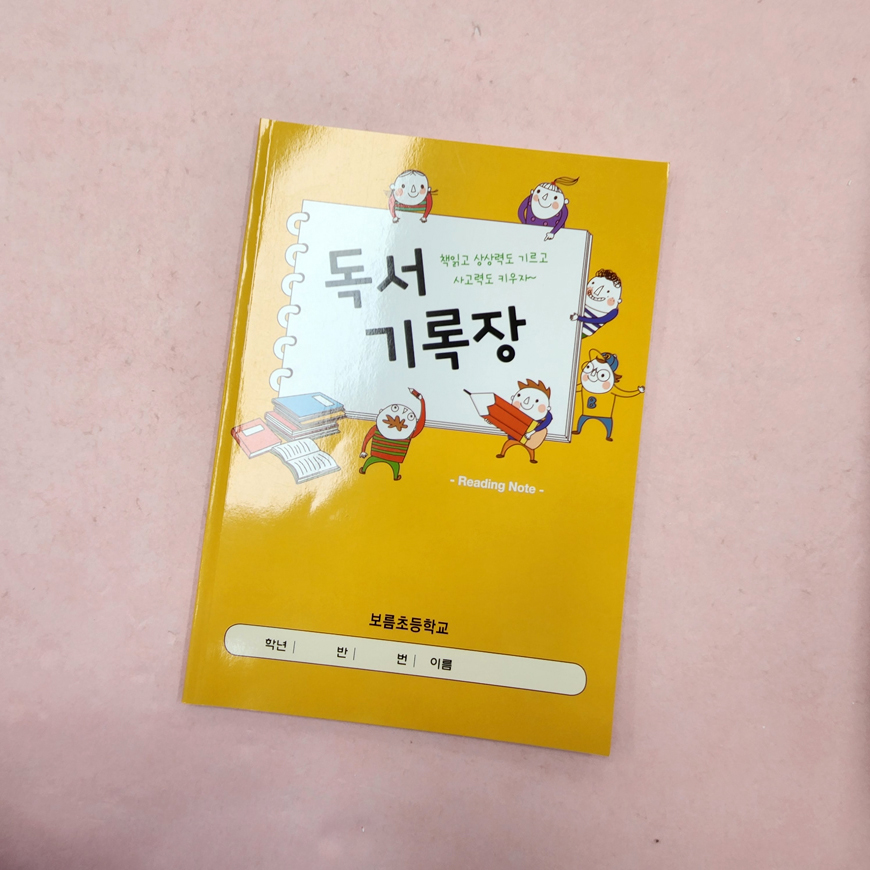 독서
책읽고 상상력도 기르고
사고력도 키우자~
기록장
B
- Reading Note -
보름초등학교
학년 반 번 이름